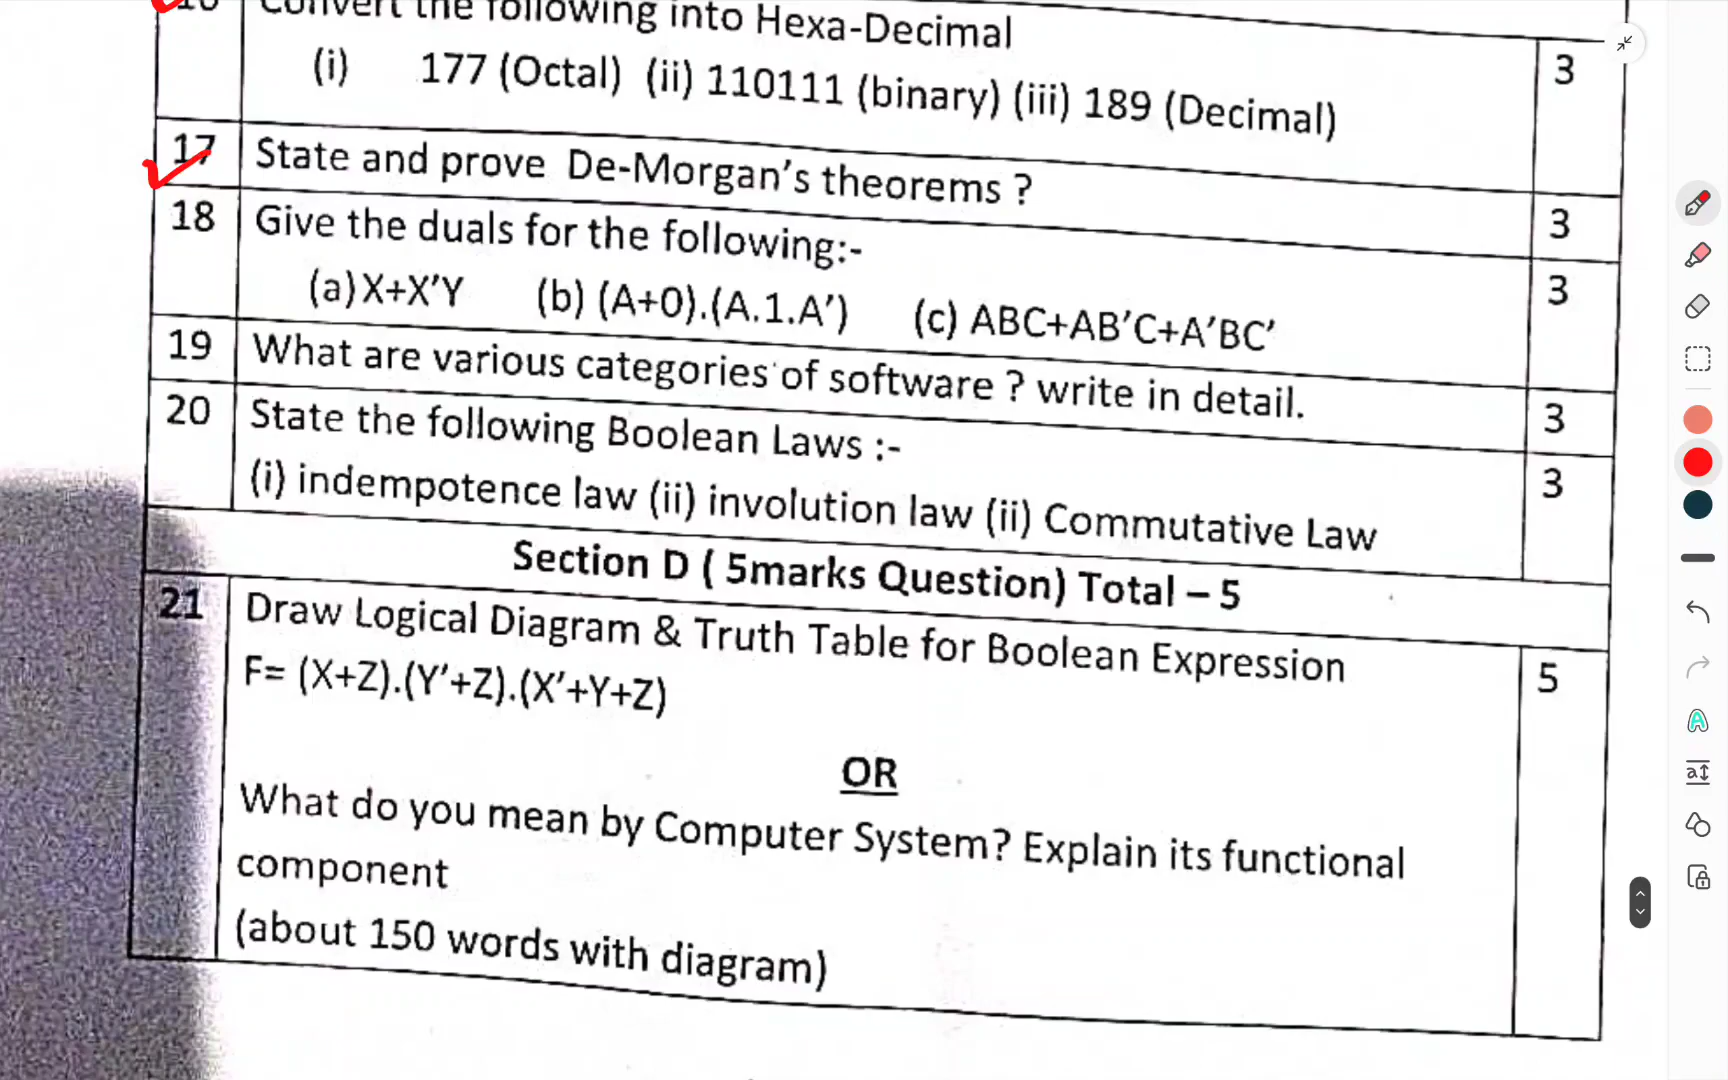 16 Convert the following into Hexa-Decimal
3
(i) 177 (Octal) (ii) 110111 (binary) (iii) 189 (Decimal)
17 State and prove De-Morgan’s theorems ?
3
18 Give the duals for the following:-
3
(a) X+X’Y (b) (A+0).(A.1.A’) (c) ABC+AB’C+A’BC’
19 What are various categories of software ? write in detail.
3
20 State the following Boolean Laws :-
3
(i) indempotence law (ii) involution law (ii) Commutative Law
Section D ( 5marks Question) Total – 5
21 Draw Logical Diagram & Truth Table for Boolean Expression
5
F= (X+Z).(Y’+Z).(X’+Y+Z)
OR
What do you mean by Computer System? Explain its functional
component
(about 150 words with diagram)
A
a